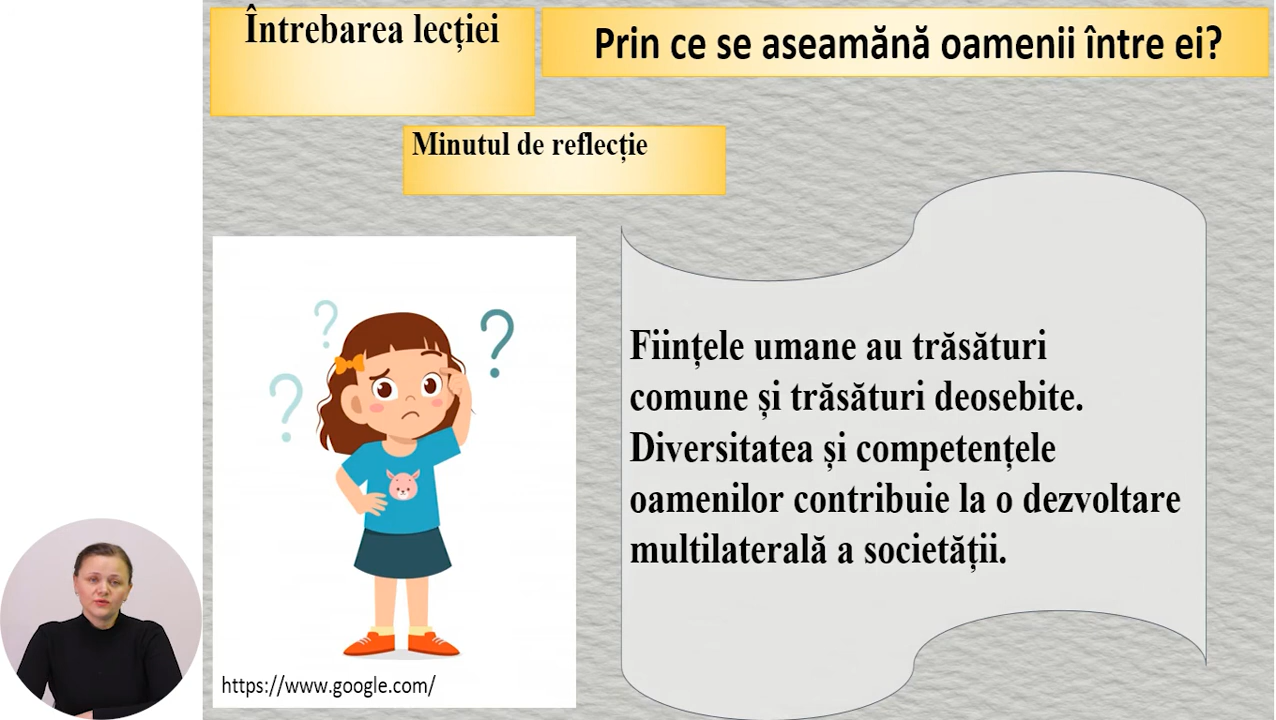 Întrebarea lecției
Prin ce se aseamănă oamenii între ei?
Minutul de reflecție
Ființele umane au trăsături
comune și trăsături deosebite.
Diversitatea și competențele
oamenilor contribuie la o dezvoltare
multilaterală a societății.
https://www.google.com/